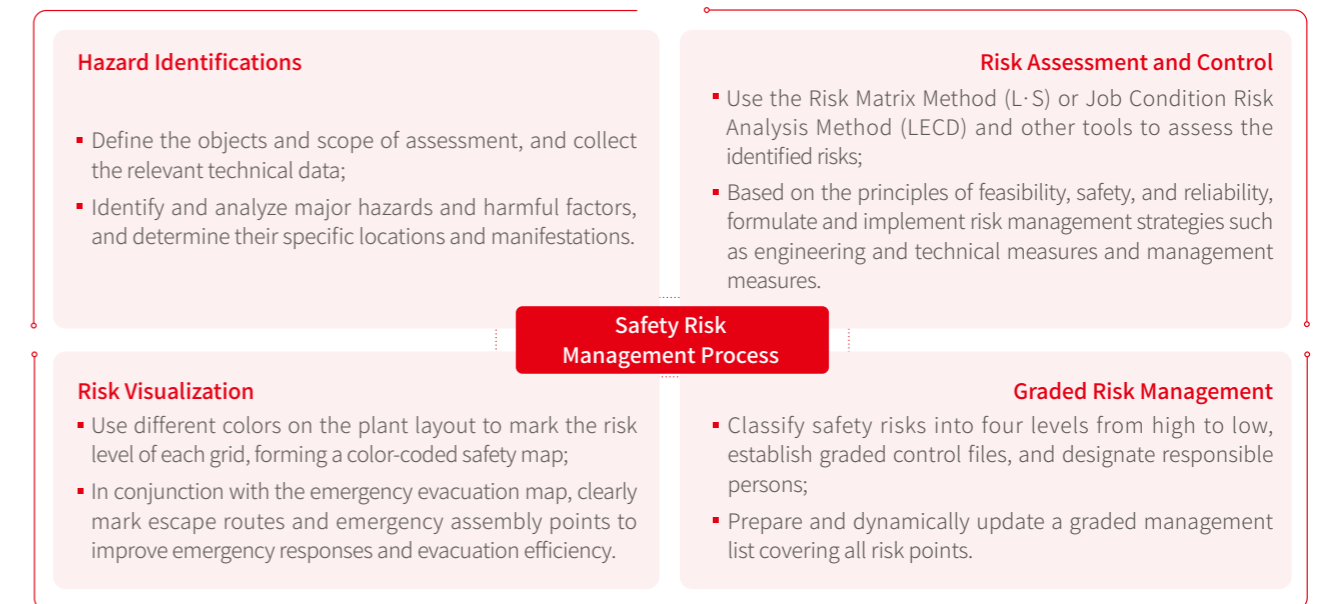 Hazard Identifications
▪ Define the objects and scope of assessment, and collect
the relevant technical data;
▪ Identify and analyze major hazards and harmful factors,
and determine their specific locations and manifestations.
Risk Assessment and Control
▪ Use the Risk Matrix Method (L·S) or Job Condition Risk
Analysis Method (LECD) and other tools to assess the
identified risks;
▪ Based on the principles of feasibility, safety, and reliability,
formulate and implement risk management strategies such
as engineering and technical measures and management
measures.
Safety Risk
Management Process
Risk Visualization
▪ Use different colors on the plant layout to mark the risk
level of each grid, forming a color-coded safety map;
▪ In conjunction with the emergency evacuation map, clearly
mark escape routes and emergency assembly points to
improve emergency responses and evacuation efficiency.
Graded Risk Management
▪ Classify safety risks into four levels from high to low,
establish graded control files, and designate responsible
persons;
▪ Prepare and dynamically update a graded management
list covering all risk points.